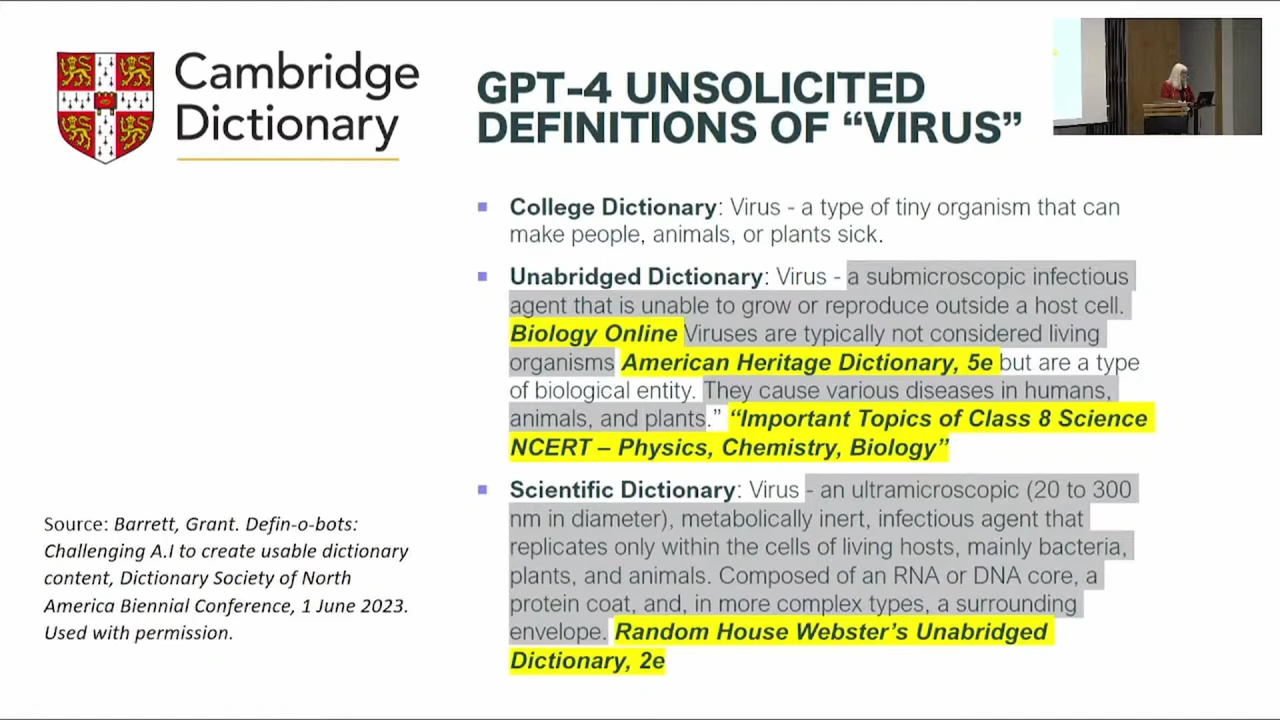 Cambridge
Dictionary
GPT-4 UNSOLICITED
DEFINITIONS OF “VIRUS”
▪ College Dictionary: Virus - a type of tiny organism that can
make people, animals, or plants sick.
▪ Unabridged Dictionary: Virus - a submicroscopic infectious
agent that is unable to grow or reproduce outside a host cell.
Biology Online Viruses are typically not considered living
organisms American Heritage Dictionary, 5e but are a type
of biological entity. They cause various diseases in humans,
animals, and plants.” “Important Topics of Class 8 Science
NCERT – Physics, Chemistry, Biology”
▪ Scientific Dictionary: Virus - an ultramicroscopic (20 to 300
nm in diameter), metabolically inert, infectious agent that
replicates only within the cells of living hosts, mainly bacteria,
plants, and animals. Composed of an RNA or DNA core, a
protein coat, and, in more complex types, a surrounding
envelope. Random House Webster’s Unabridged
Dictionary, 2e
Source: Barrett, Grant. Defin-o-bots:
Challenging A.I to create usable dictionary
content, Dictionary Society of North
America Biennial Conference, 1 June 2023.
Used with permission.